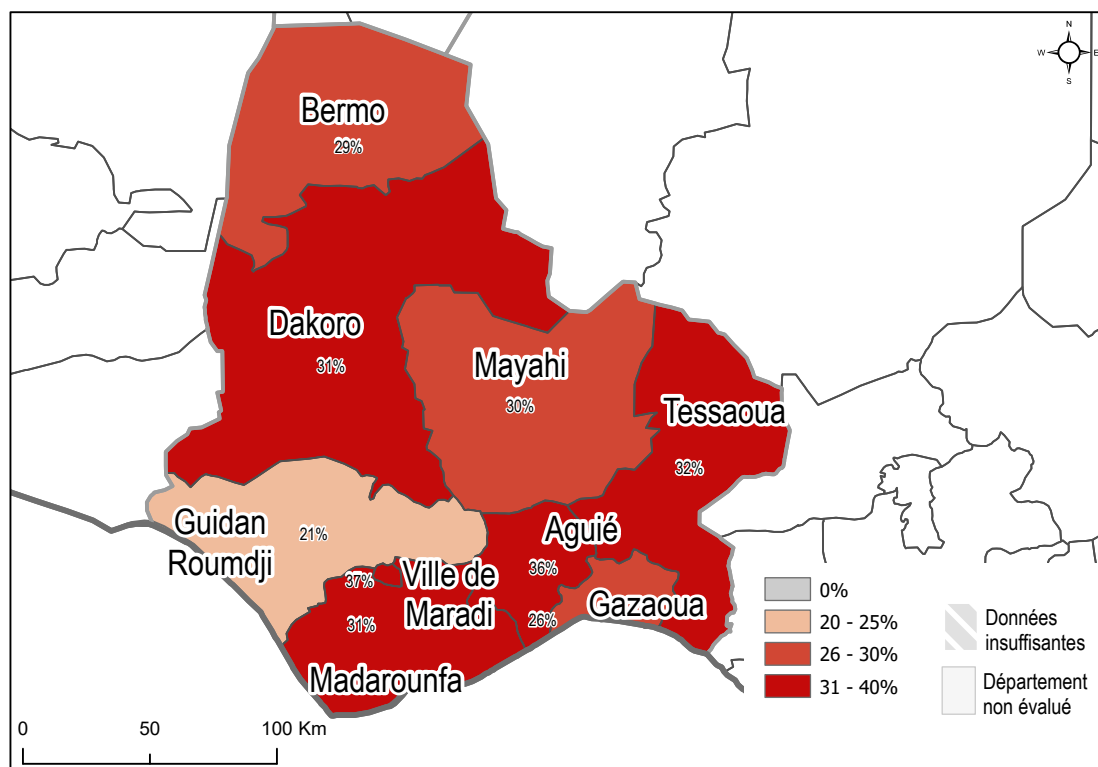 N
W E
S
Bermo
29%
Dakoro
31%
Mayahi
30%
Tessaoua
32%
Guidan
Roumdji
21%
Aguié
36%
Ville de
Maradi
37%
Gazaoua
26%
31%
Madarounfa
0%
20 - 25%
26 - 30%
31 - 40%
Données
insuffisantes
Département
non évalué
0 50 100 Km